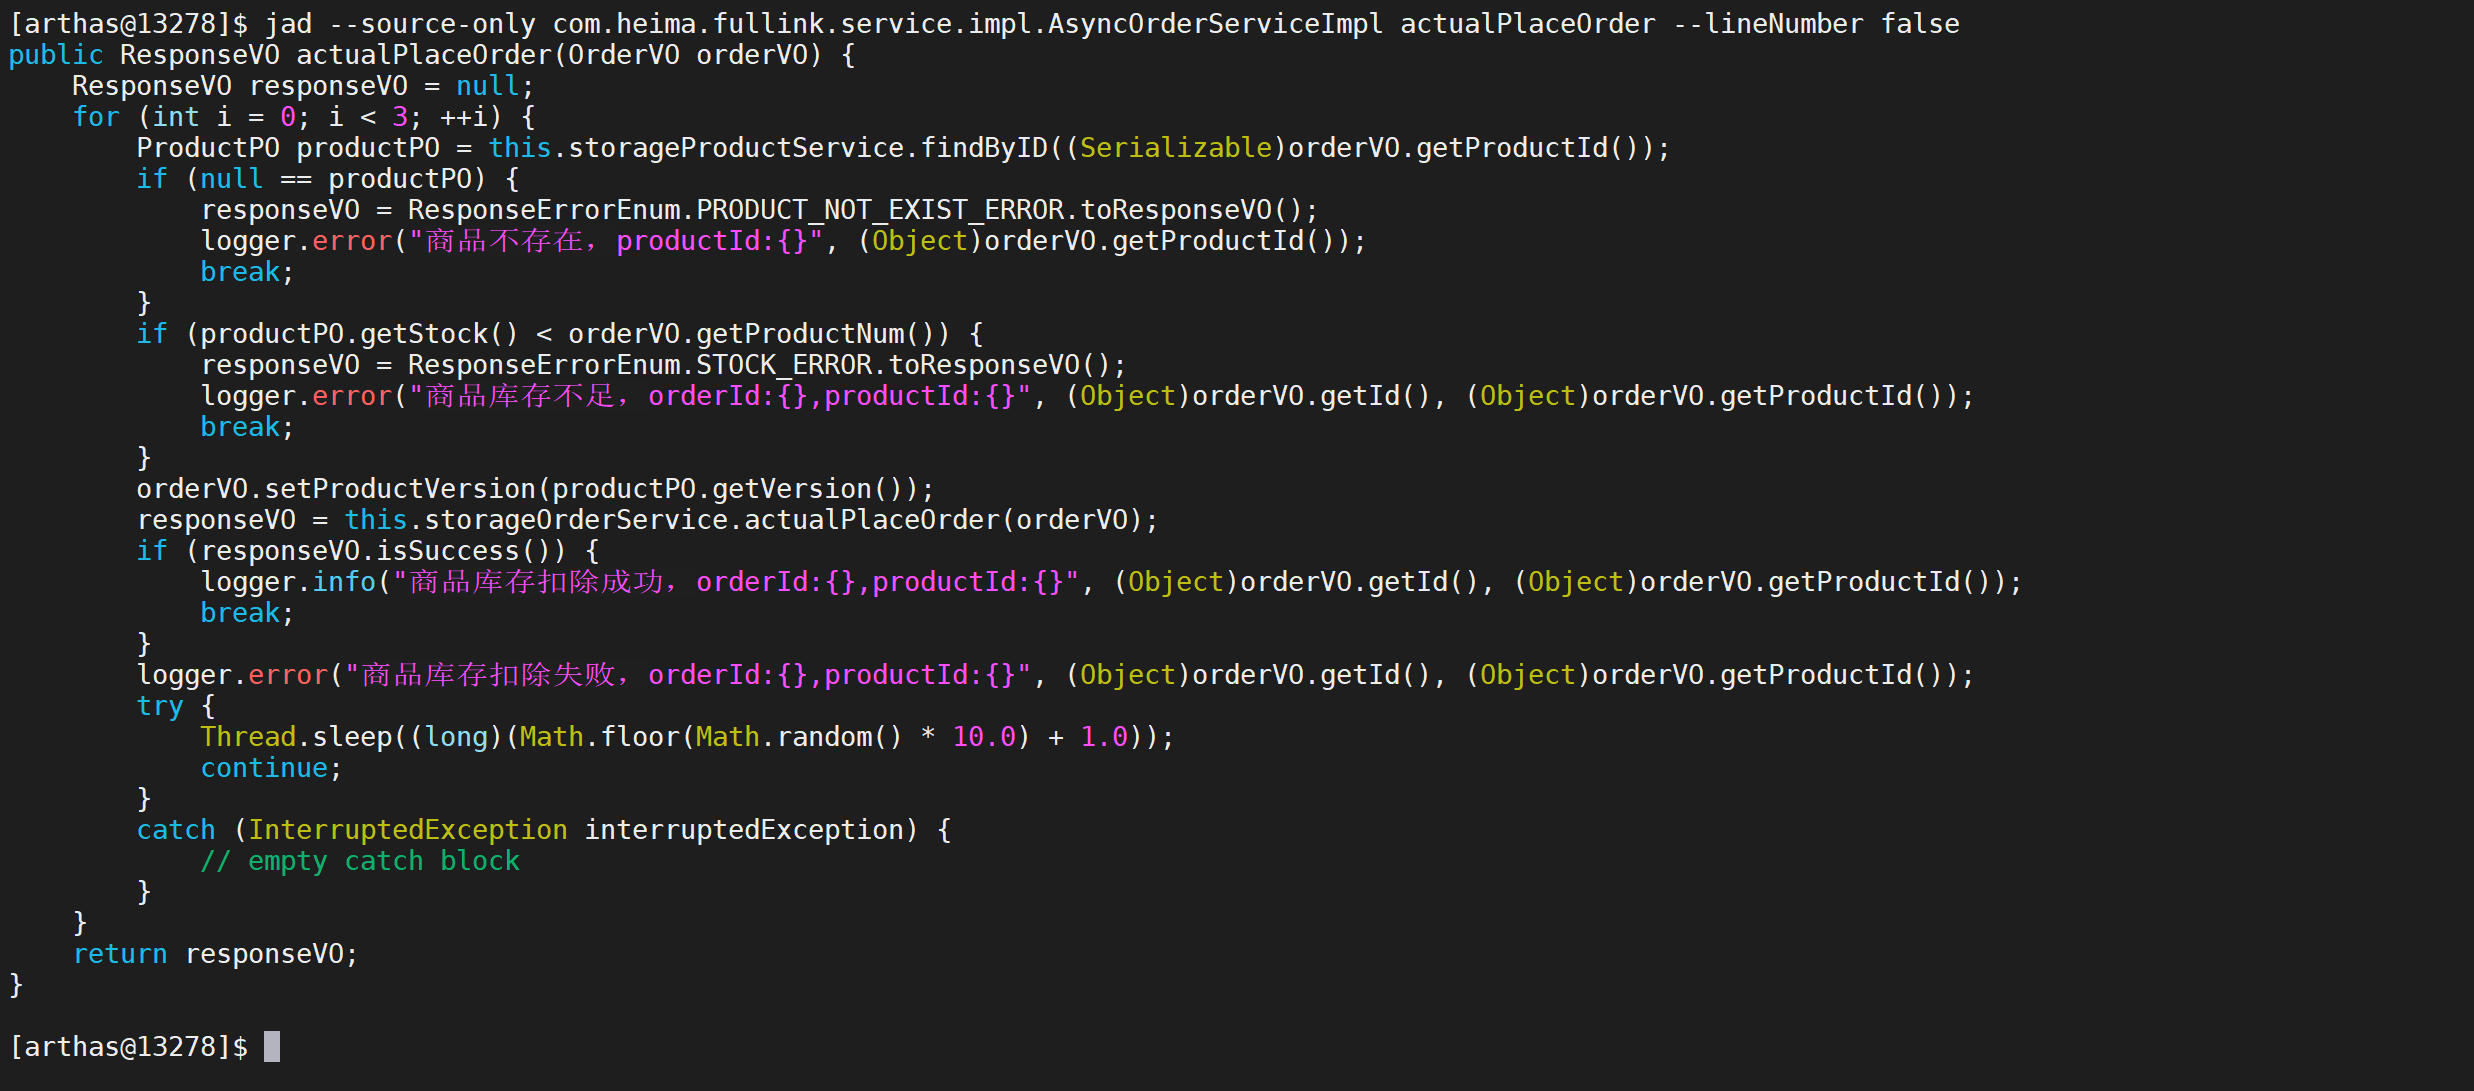 [arthas@13278]$ jad --source-only com.heima.fullink.service.impl.AsyncOrderServiceImpl actualPlaceOrder --lineNumber false
public ResponseVO actualPlaceOrder(OrderVO orderVO) {
    ResponseVO responseVO = null;
    for (int i = 0; i < 3; ++i) {
        ProductPO productPO = this.storageProductService.findByID((Serializable)orderVO.getProductId());
        if (null == productPO) {
            responseVO = ResponseErrorEnum.PRODUCT_NOT_EXIST_ERROR.toResponseVO();
            logger.error("商品不存在，productId:{}", (Object)orderVO.getProductId());
            break;
        }
        if (productPO.getStock() < orderVO.getProductNum()) {
            responseVO = ResponseErrorEnum.STOCK_ERROR.toResponseVO();
            logger.error("商品库存不足，orderId:{},productId:{}", (Object)orderVO.getId(), (Object)orderVO.getProductId());
            break;
        }
        orderVO.setProductVersion(productPO.getVersion());
        responseVO = this.storageOrderService.actualPlaceOrder(orderVO);
        if (responseVO.isSuccess()) {
            logger.info("商品库存扣除成功，orderId:{},productId:{}", (Object)orderVO.getId(), (Object)orderVO.getProductId());
            break;
        }
        logger.error("商品库存扣除失败，orderId:{},productId:{}", (Object)orderVO.getId(), (Object)orderVO.getProductId());
        try {
            Thread.sleep((long)(Math.floor(Math.random() * 10.0) + 1.0));
            continue;
        }
        catch (InterruptedException interruptedException) {
            // empty catch block
        }
    }
    return responseVO;
}
[arthas@13278]$